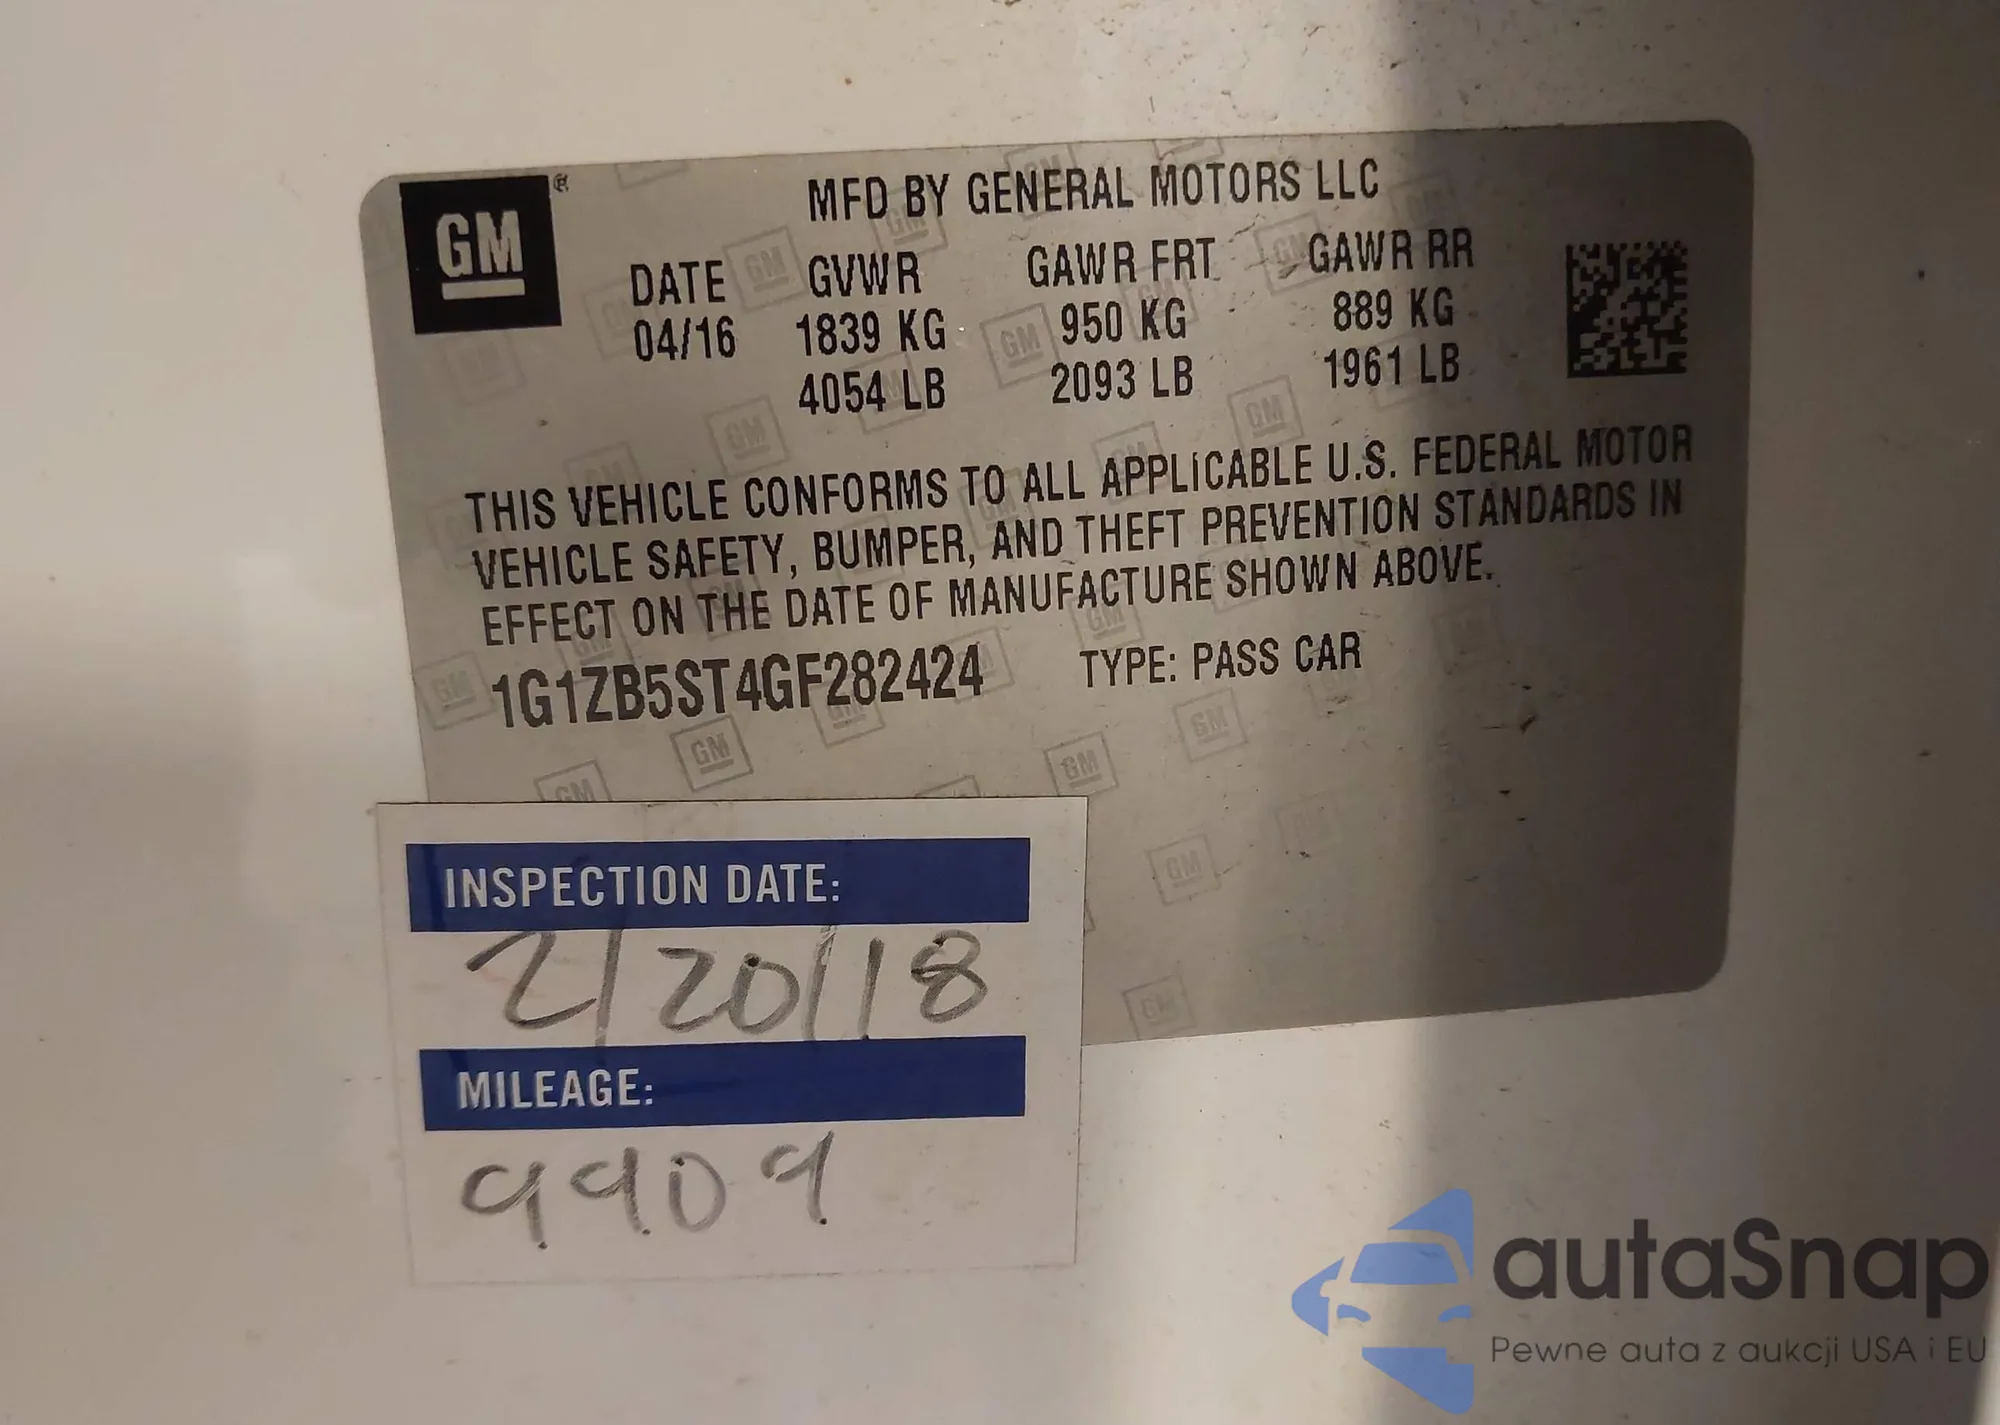 GM ®
MFD BY GENERAL MOTORS LLC
DATE GVWR GAWR FRT GAWR RR
04/16 1839 KG 950 KG 889 KG
4054 LB 2093 LB 1961 LB
THIS VEHICLE CONFORMS TO ALL APPLICABLE U.S. FEDERAL MOTOR
VEHICLE SAFETY, BUMPER, AND THEFT PREVENTION STANDARDS IN
EFFECT ON THE DATE OF MANUFACTURE SHOWN ABOVE.
1G1ZB5ST4GF282424 TYPE: PASS CAR
INSPECTION DATE:
2/20/18
MILEAGE:
9909
autaSnap
Pewne auta z aukcji USA i EU